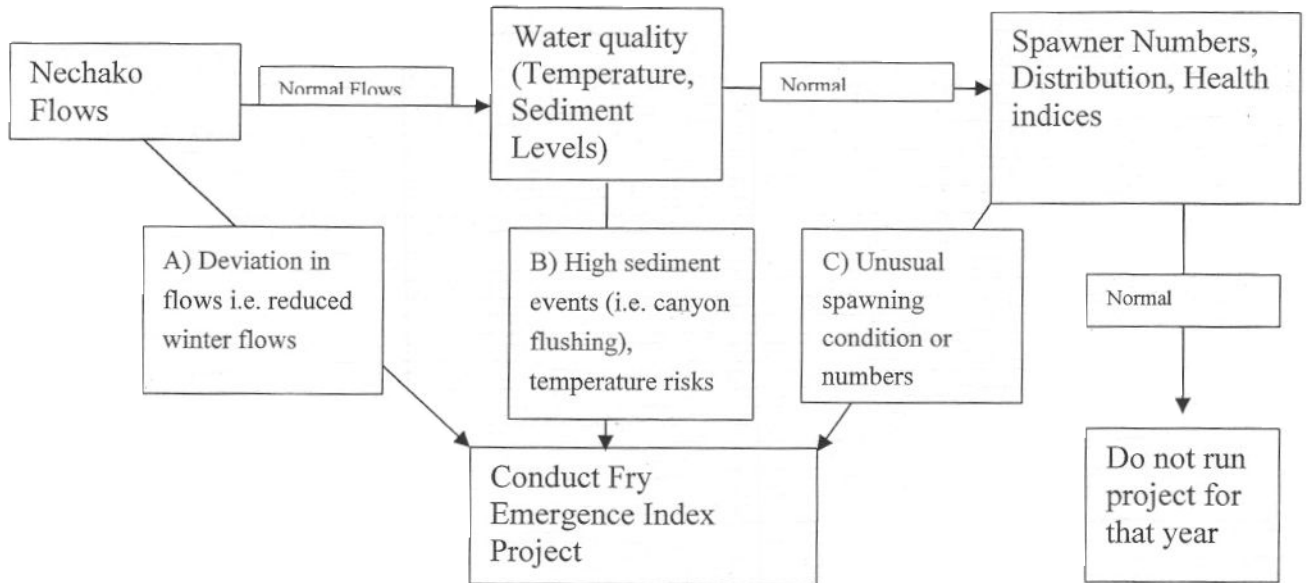 Nechako
Flows
Normal Flows
Water quality
(Temperature,
Sediment
Levels)
Normal
Spawner Numbers,
Distribution, Health
indices
A) Deviation in
flows i.e. reduced
winter flows
B) High sediment
events (i.e. canyon
flushing),
temperature risks
C) Unusual
spawning
condition or
numbers
Normal
Conduct Fry
Emergence Index
Project
Do not run
project for
that year